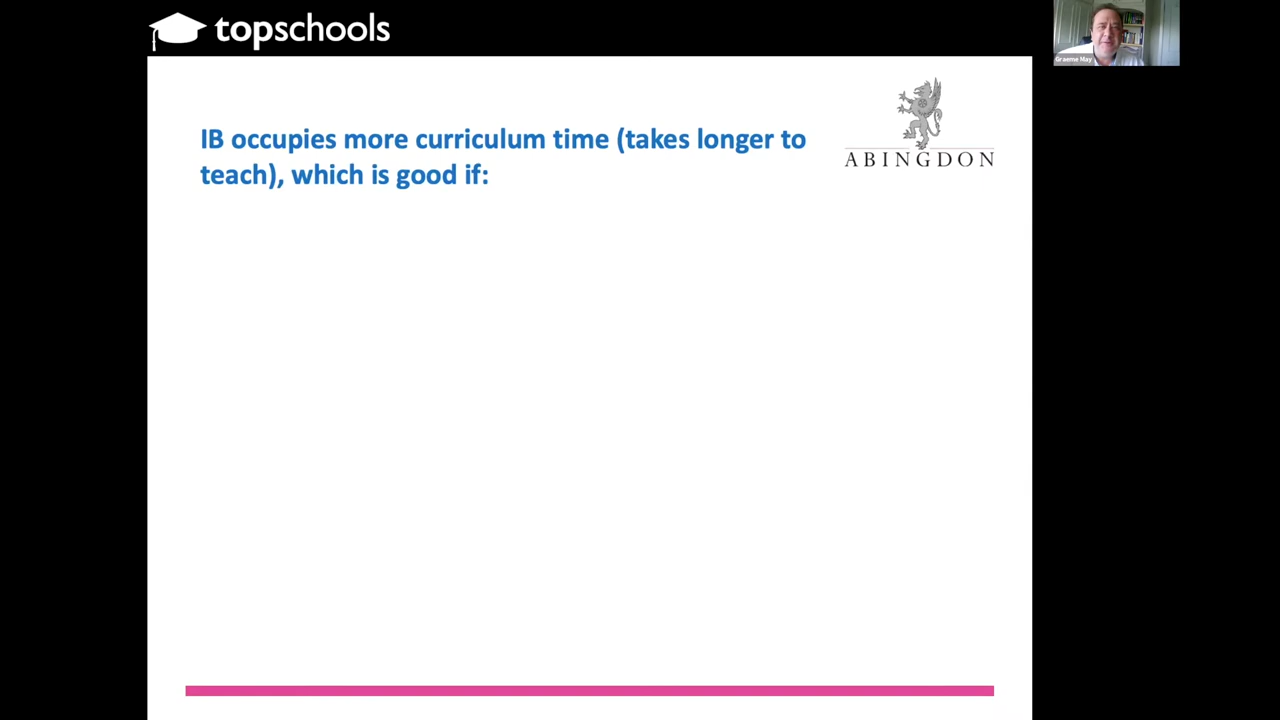 topschools
Graeme May
ABINGDON
IB occupies more curriculum time (takes longer to
teach), which is good if: